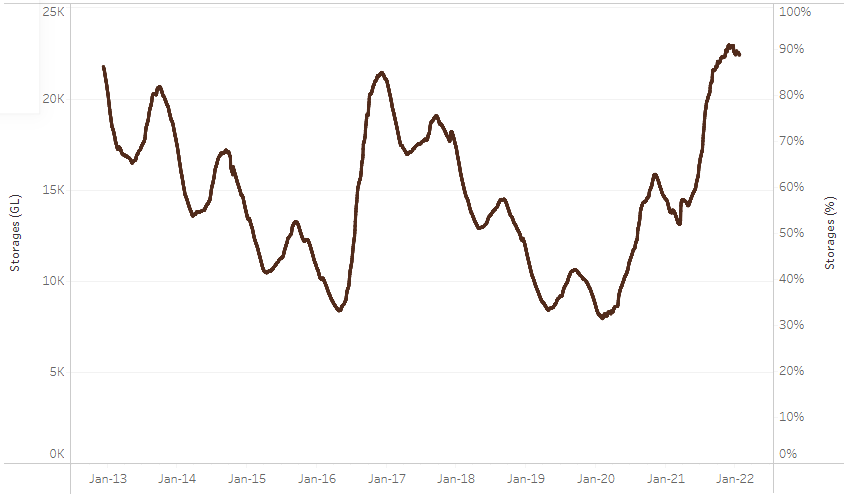 25K
20K
15K
10K
5K
0K
Storages (GL)
100%
90%
80%
70%
60%
50%
40%
30%
20%
10%
0%
Storages (%)
Jan-13 Jan-14 Jan-15 Jan-16 Jan-17 Jan-18 Jan-19 Jan-20 Jan-21 Jan-22